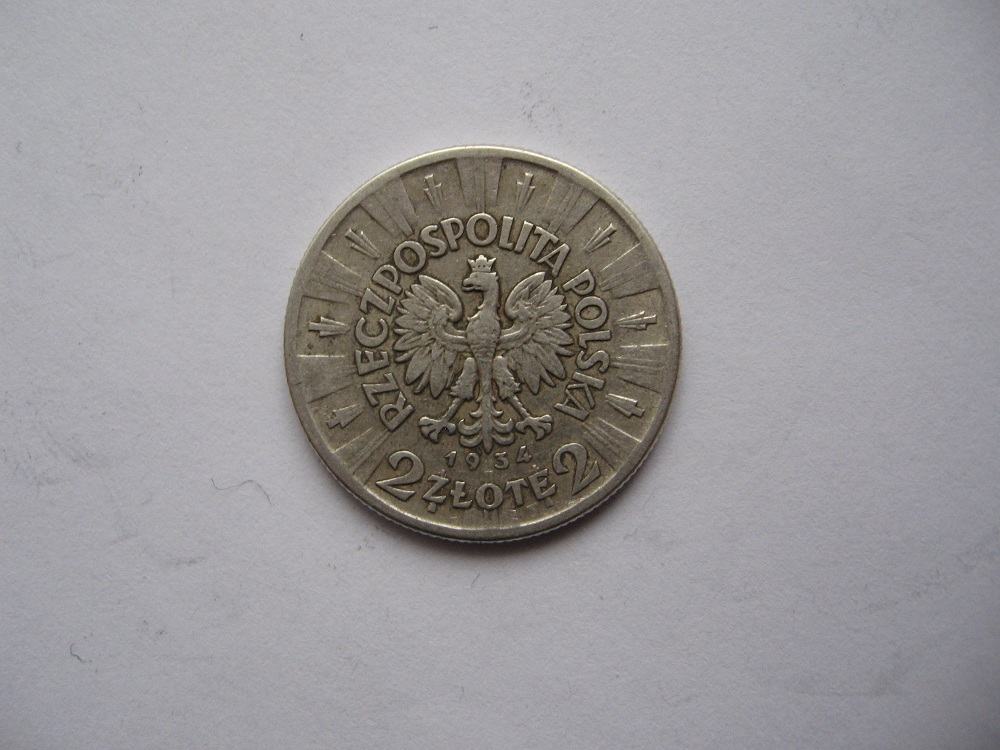 RZECZPOSPOLITA POLSKA
1934
2 ZŁOTE 2